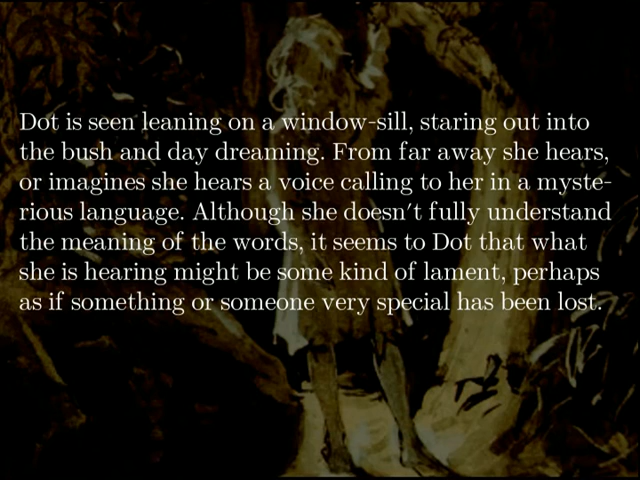 Dot is seen leaning on a window-sill, staring out into
the bush and day dreaming. From far away she hears,
or imagines she hears a voice calling to her in a myste-
rious language. Although she doesn't fully understand
the meaning of the words, it seems to Dot that what
she is hearing might be some kind of lament, perhaps
as if something or someone very special has been lost.